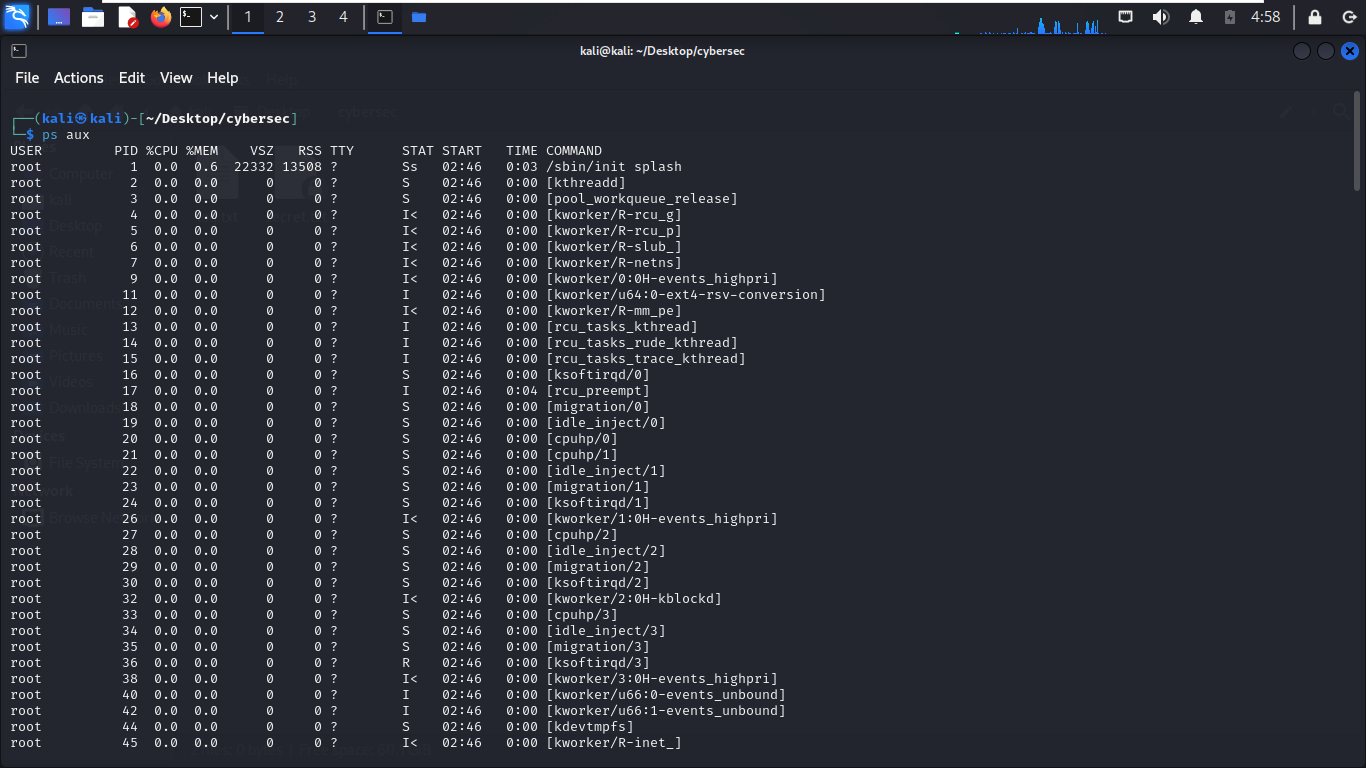 1 2 3 4 4:58
kali@kali: ~/Desktop/cybersec
File Actions Edit View Help
cybersec
┌──(kali㉿kali)-[~/Desktop/cybersec]
└─$ ps aux
USER PID %CPU %MEM VSZ RSS TTY STAT START TIME COMMAND
root 1 0.0 0.6 22332 13508 ? Ss 02:46 0:03 /sbin/init splash
root 2 0.0 0.0 0 0 ? S 02:46 0:00 [kthreadd]
root 3 0.0 0.0 0 0 ? S 02:46 0:00 [pool_workqueue_release]
root 4 0.0 0.0 0 0 ? I< 02:46 0:00 [kworker/R-rcu_g]
root 5 0.0 0.0 0 0 ? I< 02:46 0:00 [kworker/R-rcu_p]
root 6 0.0 0.0 0 0 ? I< 02:46 0:00 [kworker/R-slub_]
root 7 0.0 0.0 0 0 ? I< 02:46 0:00 [kworker/R-netns]
root 9 0.0 0.0 0 0 ? I< 02:46 0:00 [kworker/0:0H-events_highpri]
root 11 0.0 0.0 0 0 ? I 02:46 0:00 [kworker/u64:0-ext4-rsv-conversion]
root 12 0.0 0.0 0 0 ? I< 02:46 0:00 [kworker/R-mm_pe]
root 13 0.0 0.0 0 0 ? I 02:46 0:00 [rcu_tasks_kthread]
root 14 0.0 0.0 0 0 ? I 02:46 0:00 [rcu_tasks_rude_kthread]
root 15 0.0 0.0 0 0 ? I 02:46 0:00 [rcu_tasks_trace_kthread]
root 16 0.0 0.0 0 0 ? S 02:46 0:00 [ksoftirqd/0]
root 17 0.0 0.0 0 0 ? I 02:46 0:04 [rcu_preempt]
root 18 0.0 0.0 0 0 ? S 02:46 0:00 [migration/0]
root 19 0.0 0.0 0 0 ? S 02:46 0:00 [idle_inject/0]
root 20 0.0 0.0 0 0 ? S 02:46 0:00 [cpuhp/0]
root 21 0.0 0.0 0 0 ? S 02:46 0:00 [cpuhp/1]
root 22 0.0 0.0 0 0 ? S 02:46 0:00 [idle_inject/1]
root 23 0.0 0.0 0 0 ? S 02:46 0:00 [migration/1]
root 24 0.0 0.0 0 0 ? S 02:46 0:00 [ksoftirqd/1]
root 26 0.0 0.0 0 0 ? I< 02:46 0:00 [kworker/1:0H-events_highpri]
root 27 0.0 0.0 0 0 ? S 02:46 0:00 [cpuhp/2]
root 28 0.0 0.0 0 0 ? S 02:46 0:00 [idle_inject/2]
root 29 0.0 0.0 0 0 ? S 02:46 0:00 [migration/2]
root 30 0.0 0.0 0 0 ? S 02:46 0:00 [ksoftirqd/2]
root 32 0.0 0.0 0 0 ? I< 02:46 0:00 [kworker/2:0H-kblockd]
root 33 0.0 0.0 0 0 ? S 02:46 0:00 [cpuhp/3]
root 34 0.0 0.0 0 0 ? S 02:46 0:00 [idle_inject/3]
root 35 0.0 0.0 0 0 ? S 02:46 0:00 [migration/3]
root 36 0.0 0.0 0 0 ? R 02:46 0:00 [ksoftirqd/3]
root 38 0.0 0.0 0 0 ? I< 02:46 0:00 [kworker/3:0H-events_highpri]
root 40 0.0 0.0 0 0 ? I 02:46 0:00 [kworker/u66:0-events_unbound]
root 42 0.0 0.0 0 0 ? I 02:46 0:00 [kworker/u66:1-events_unbound]
root 44 0.0 0.0 0 0 ? S 02:46 0:00 [kdevtmpfs]
root 45 0.0 0.0 0 0 ? I< 02:46 0:00 [kworker/R-inet_]
Computer
kali
Desktop
Recent
Trash
Documents
Music
Pictures
Videos
Downloads
File System
Browse Network